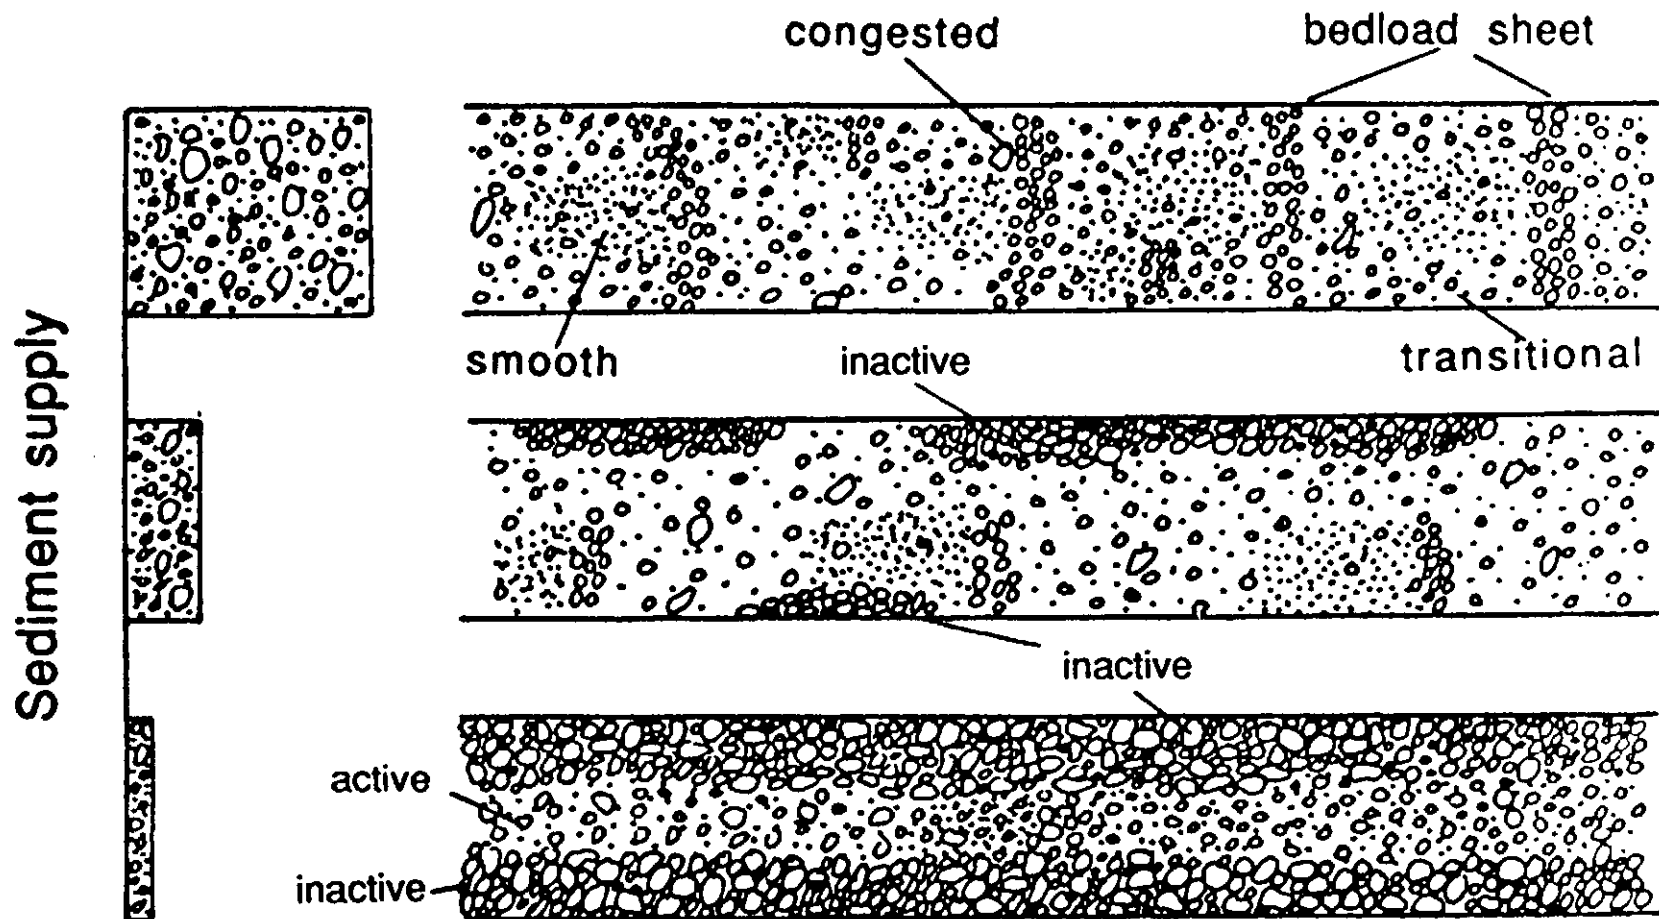 congested
bedload sheet
smooth
inactive
transitional
Sediment supply
inactive
active
inactive